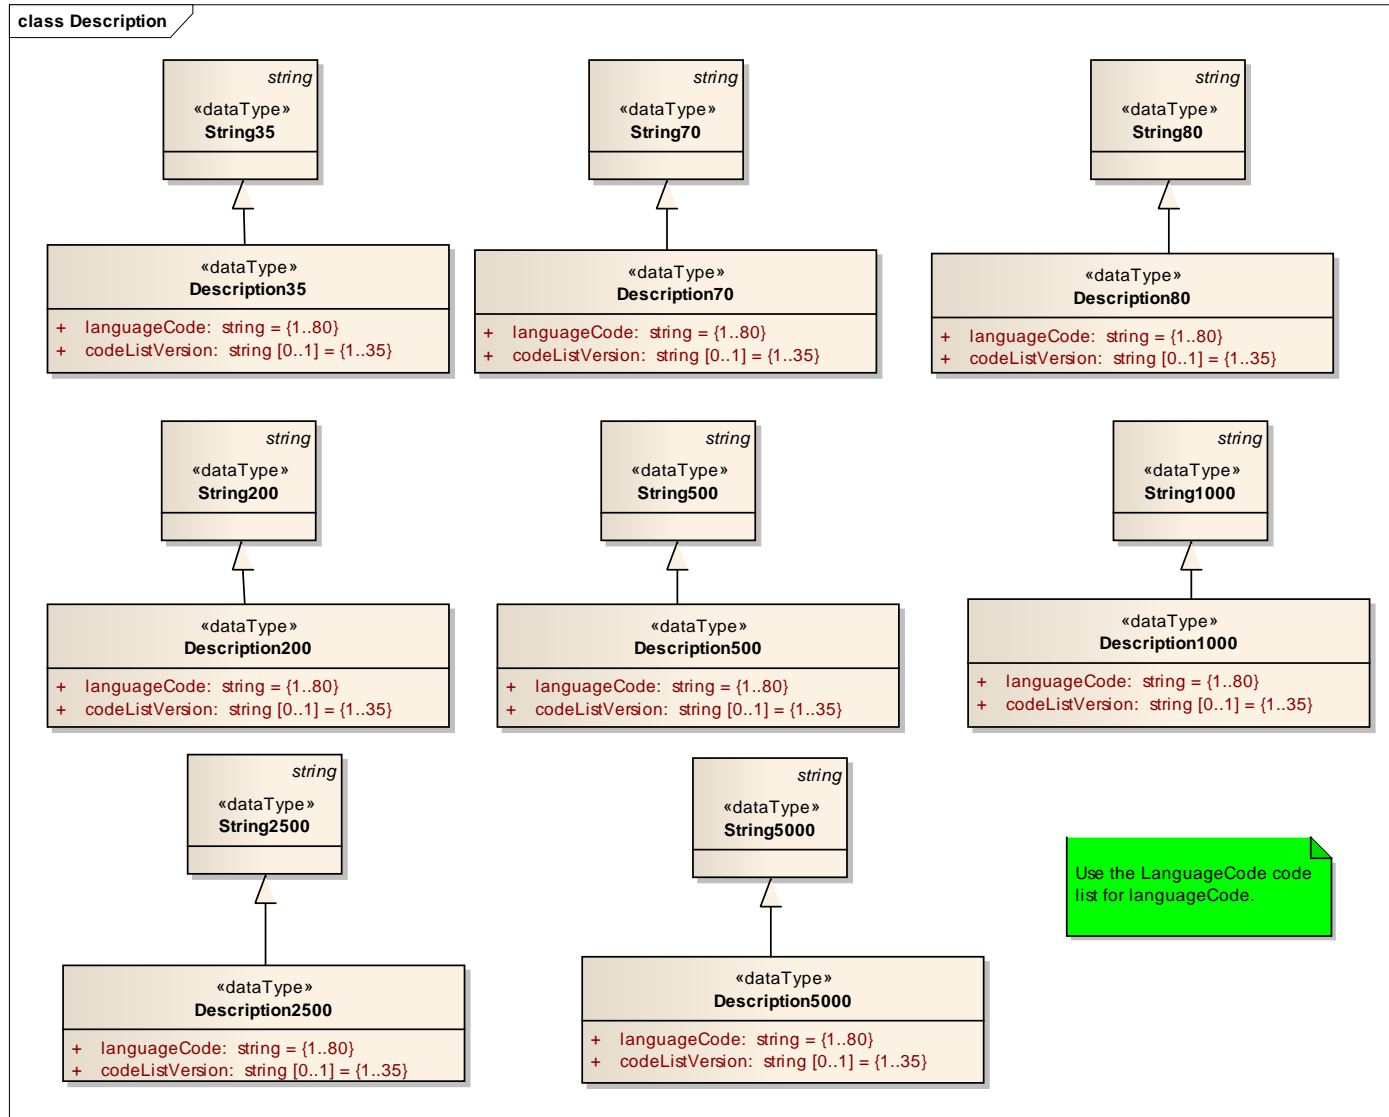 class Description
string
«dataType»
String35
string
«dataType»
String70
string
«dataType»
String80
«dataType»
Description35
+ languageCode: string = {1..80}
+ codeListVersion: string [0..1] = {1..35}
«dataType»
Description70
+ languageCode: string = {1..80}
+ codeListVersion: string [0..1] = {1..35}
«dataType»
Description80
+ languageCode: string = {1..80}
+ codeListVersion: string [0..1] = {1..35}
string
«dataType»
String200
string
«dataType»
String500
string
«dataType»
String1000
«dataType»
Description200
+ languageCode: string = {1..80}
+ codeListVersion: string [0..1] = {1..35}
«dataType»
Description500
+ languageCode: string = {1..80}
+ codeListVersion: string [0..1] = {1..35}
«dataType»
Description1000
+ languageCode: string = {1..80}
+ codeListVersion: string [0..1] = {1..35}
string
«dataType»
String2500
string
«dataType»
String5000
Use the LanguageCode code
list for languageCode.
«dataType»
Description2500
+ languageCode: string = {1..80}
+ codeListVersion: string [0..1] = {1..35}
«dataType»
Description5000
+ languageCode: string = {1..80}
+ codeListVersion: string [0..1] = {1..35}